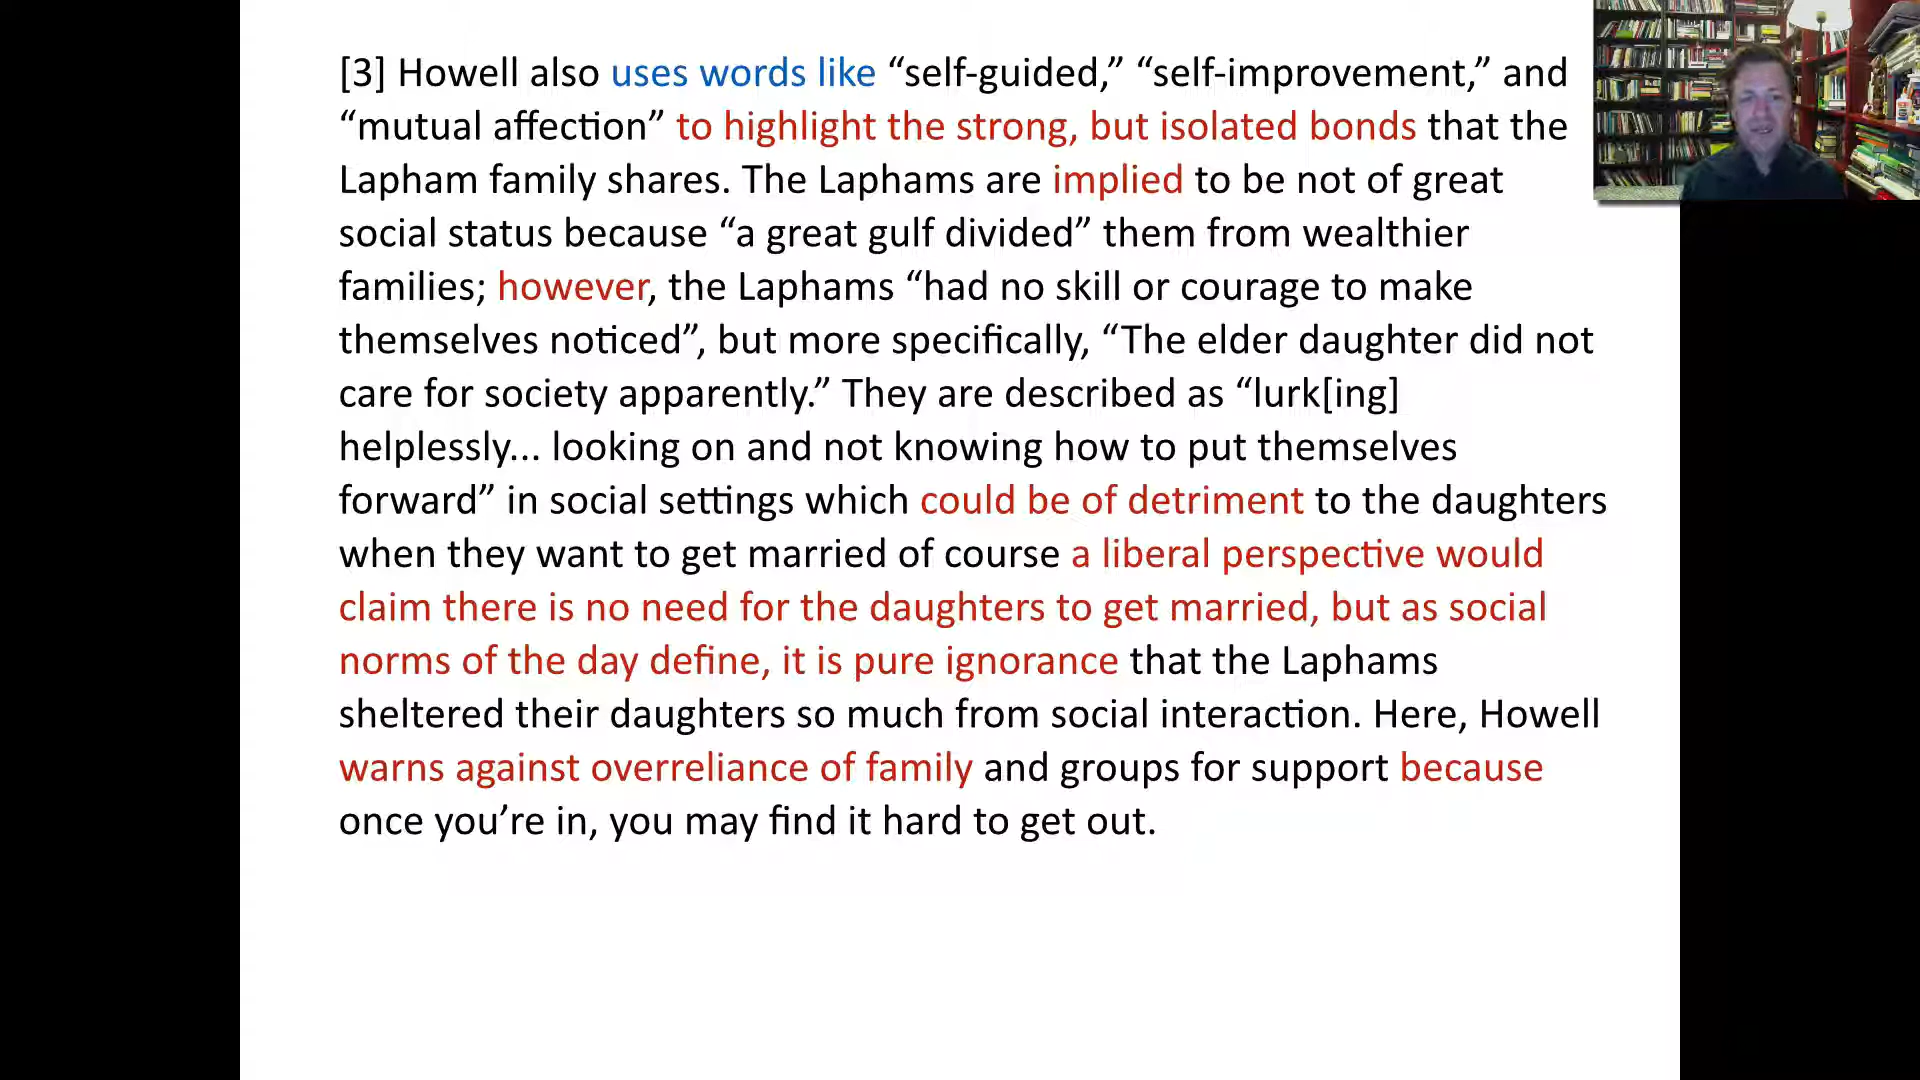 [3] Howell also uses words like “self-guided,” “self-improvement,” and
“mutual affection” to highlight the strong, but isolated bonds that the
Lapham family shares. The Laphams are implied to be not of great
social status because “a great gulf divided” them from wealthier
families; however, the Laphams “had no skill or courage to make
themselves noticed”, but more specifically, “The elder daughter did not
care for society apparently.” They are described as “lurk[ing]
helplessly... looking on and not knowing how to put themselves
forward” in social settings which could be of detriment to the daughters
when they want to get married of course a liberal perspective would
claim there is no need for the daughters to get married, but as social
norms of the day define, it is pure ignorance that the Laphams
sheltered their daughters so much from social interaction. Here, Howell
warns against overreliance of family and groups for support because
once you’re in, you may find it hard to get out.